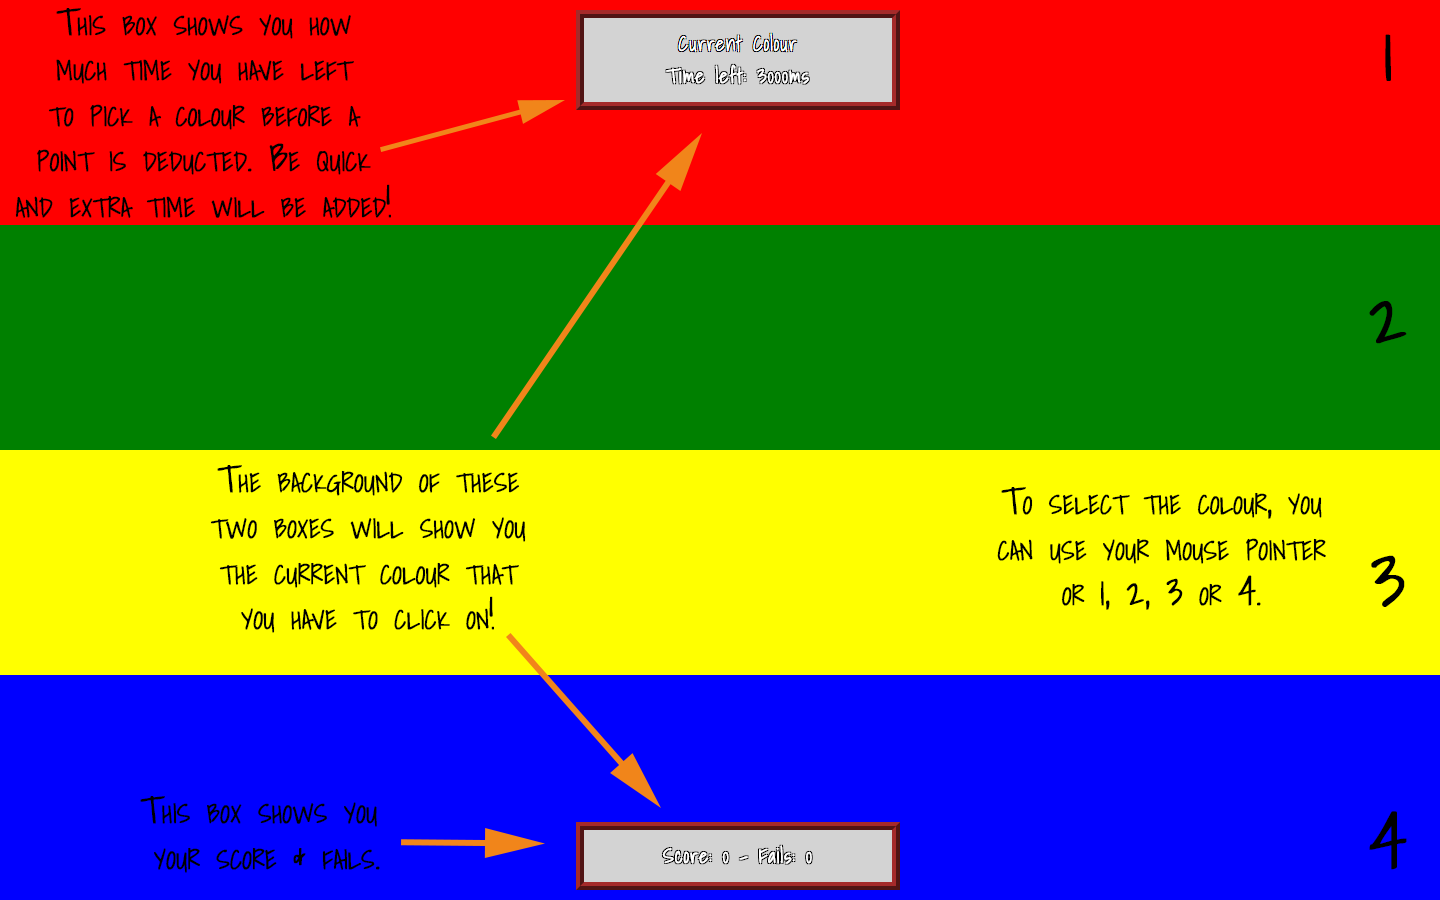 This box shows you how
much time you have left
to pick a colour before a
point is deducted. Be quick
and extra time will be added!
Current Colour
Time left: 3000ms
1
2
The background of these
two boxes will show you
the current colour that
you have to click on!
To select the colour, you
can use your mouse pointer
or 1, 2, 3 or 4.
3
This box shows you
your score & fails.
Score: 0 - Fails: 0
4